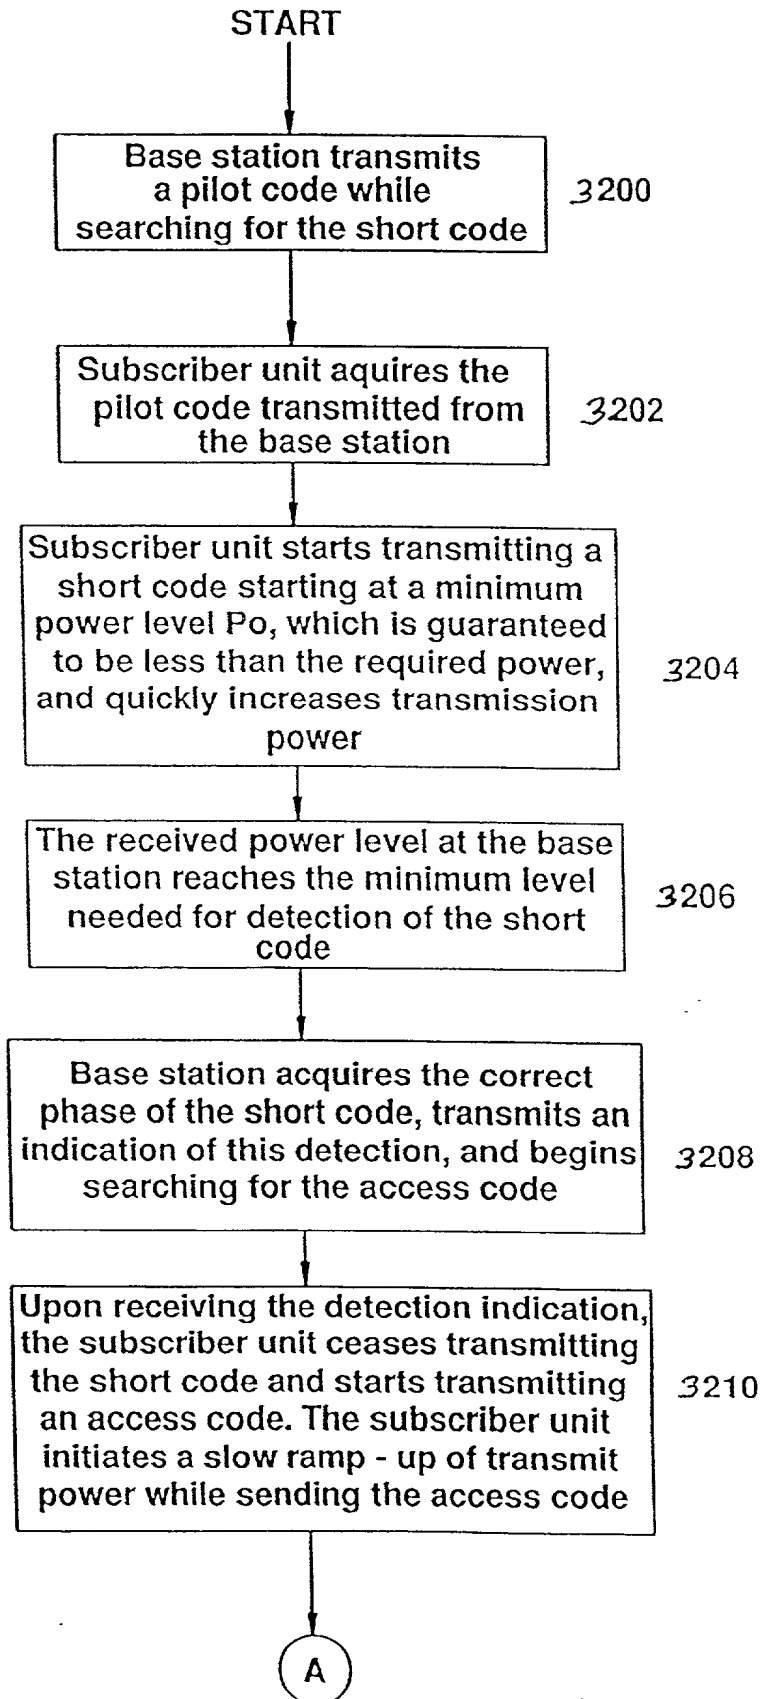 START
Base station transmits
a pilot code while
searching for the short code
3200
Subscriber unit aquires the
pilot code transmitted from
the base station
3202
Subscriber unit starts transmitting a
short code starting at a minimum
power level Po, which is guaranteed
to be less than the required power,
and quickly increases transmission
power
3204
The received power level at the base
station reaches the minimum level
needed for detection of the short
code
3206
Base station acquires the correct
phase of the short code, transmits an
indication of this detection, and begins
searching for the access code
3208
Upon receiving the detection indication,
the subscriber unit ceases transmitting
the short code and starts transmitting
an access code. The subscriber unit
initiates a slow ramp - up of transmit
power while sending the access code
3210
A